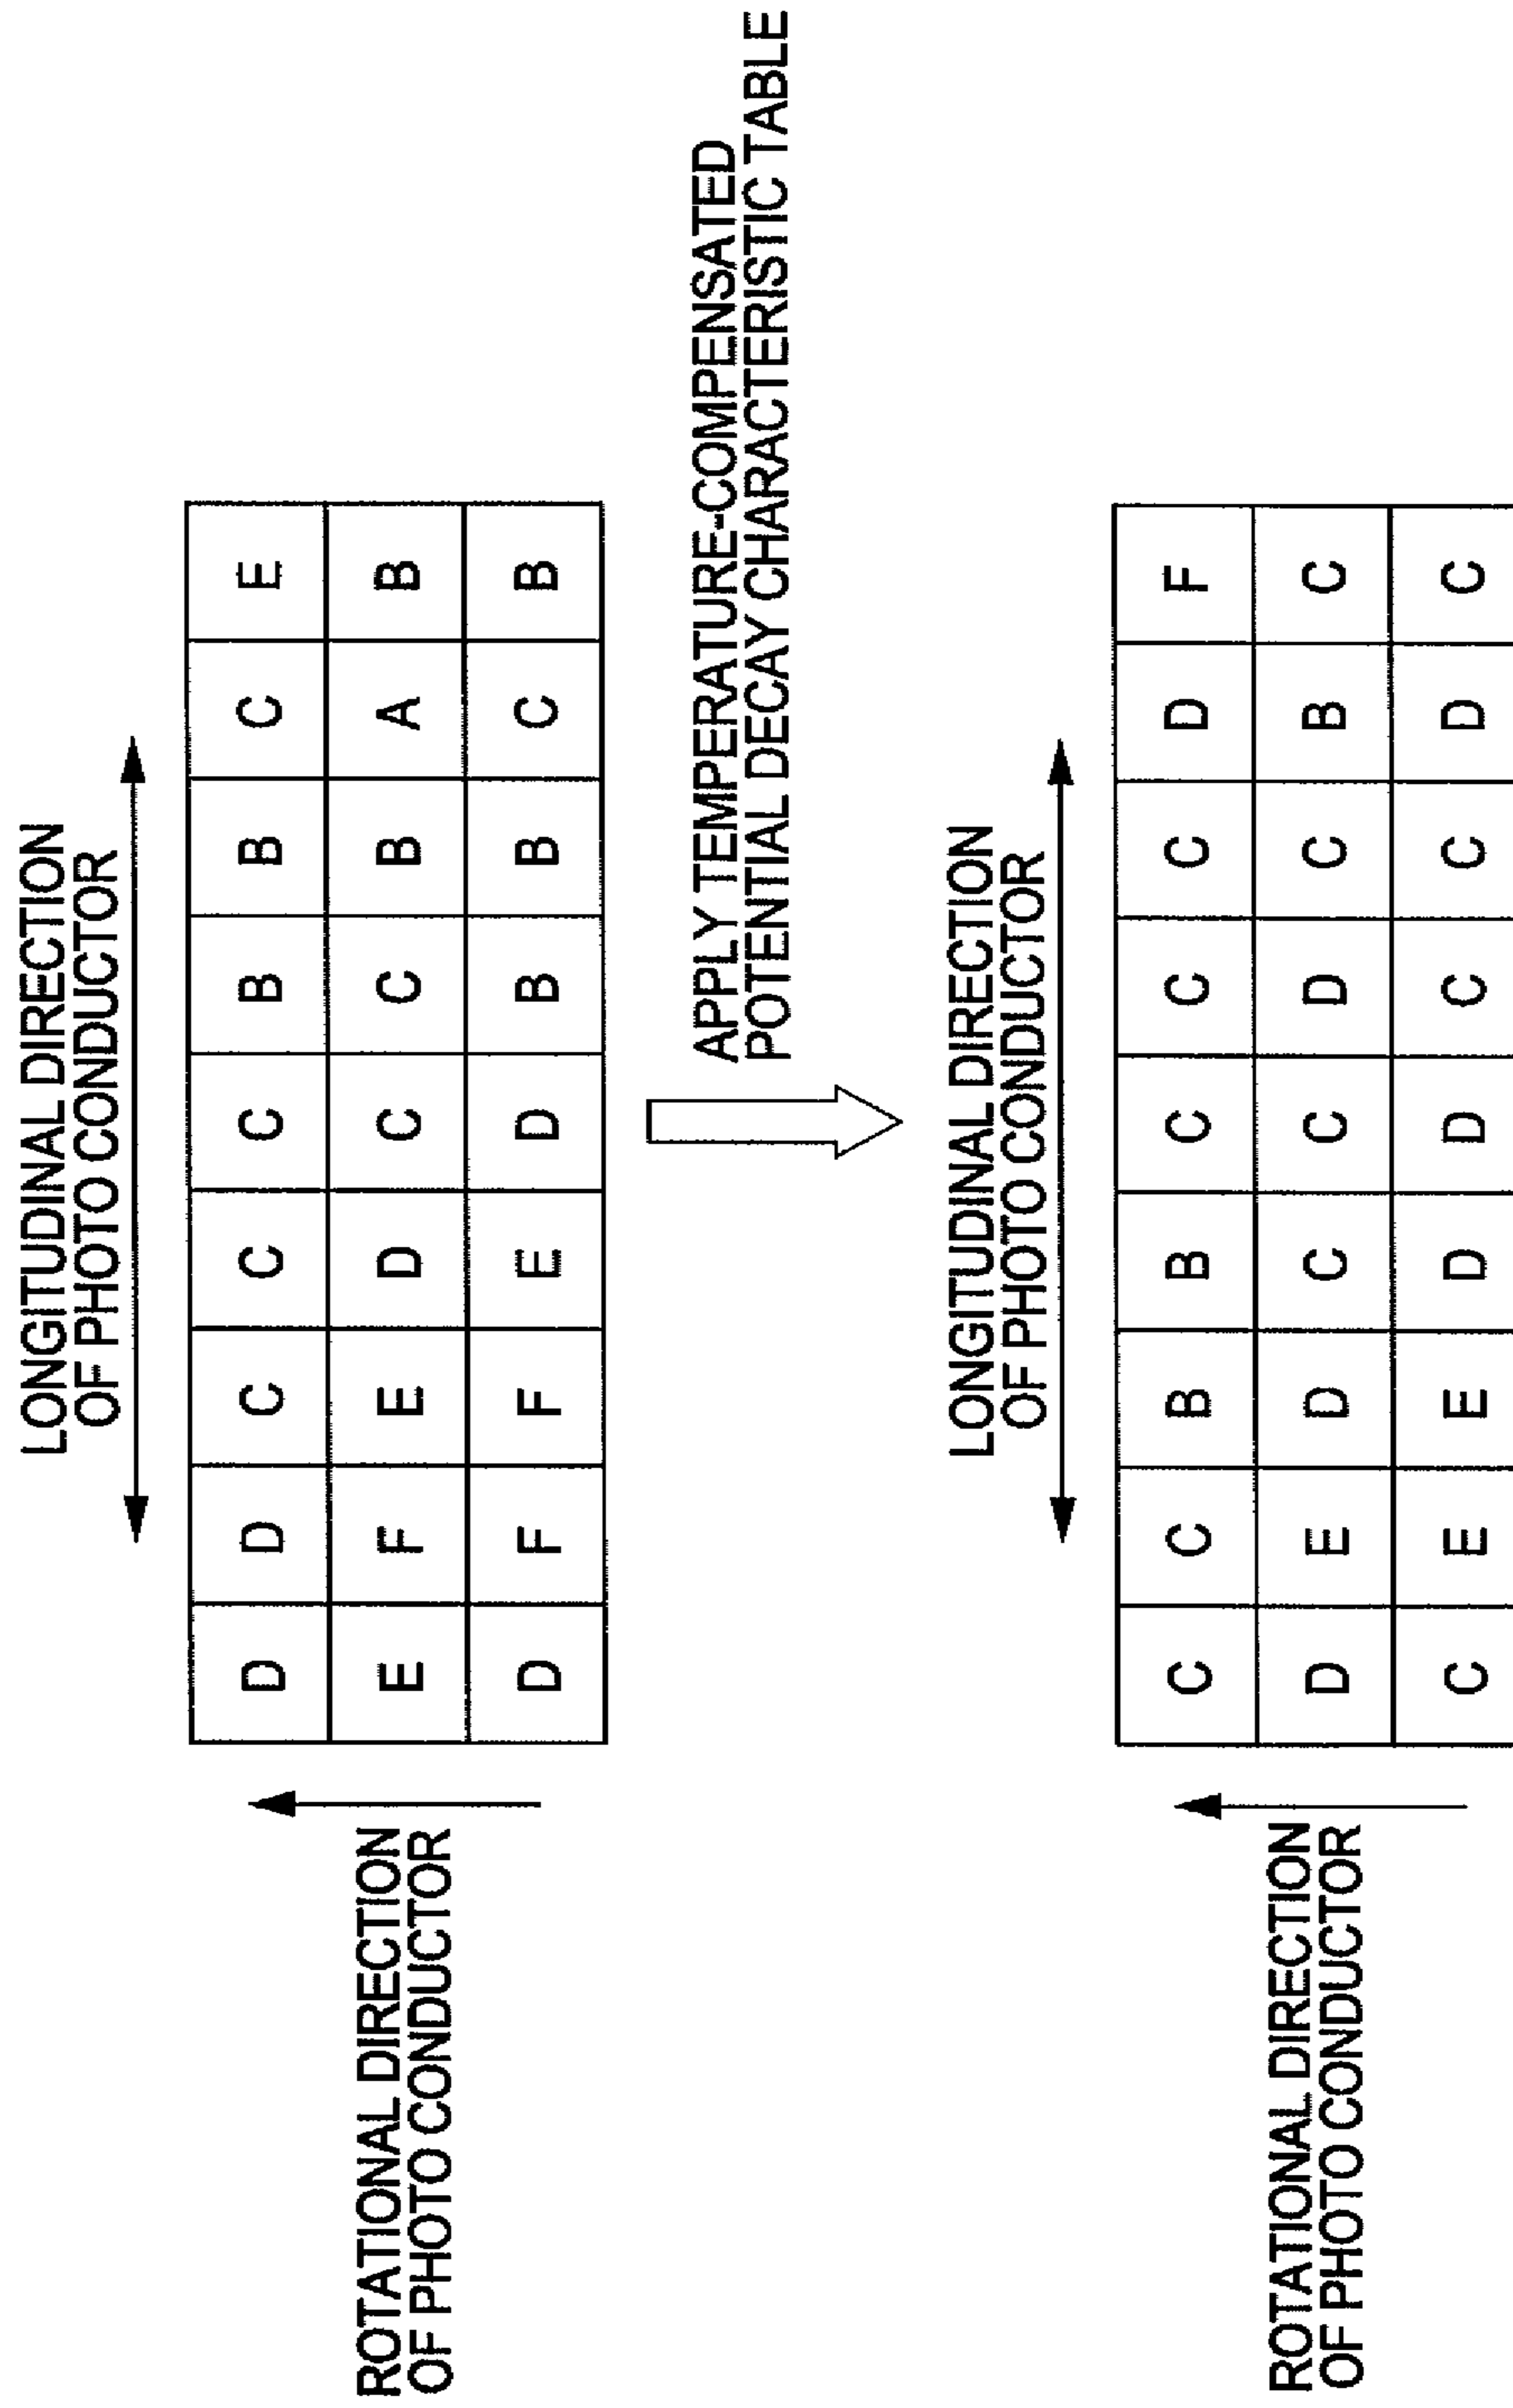 LONGITUDINAL DIRECTION
OF PHOTO CONDUCTOR
ROTATIONAL DIRECTION
OF PHOTO CONDUCTOR
D D C C C B B C E
E F E D C C B A B
D F F E D B B C B
APPLY TEMPERATURE-COMPENSATED
POTENTIAL DECAY CHARACTERISTIC TABLE
LONGITUDINAL DIRECTION
OF PHOTO CONDUCTOR
ROTATIONAL DIRECTION
OF PHOTO CONDUCTOR
C C B B C C C D F
D E D C C D C B C
C E E D D C C D C